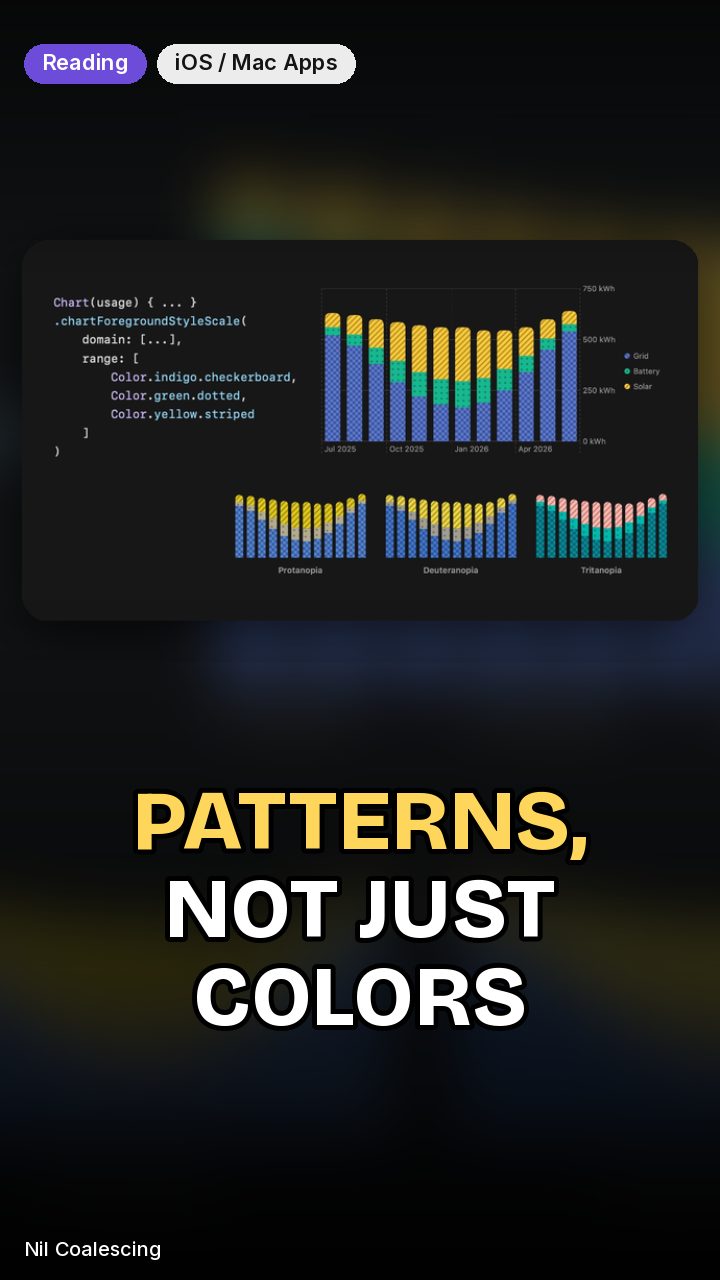 Reading
iOS / Mac Apps
Chart(usage) { ... }
.chartForegroundStyleScale(
domain: [...],
range: [
Color.indigo.checkerboard,
Color.green.dotted,
Color.yellow.striped
]
)
750 kWh
500 kWh
250 kWh
0 kWh
Jul 2025
Oct 2025
Jan 2026
Apr 2026
Grid
Battery
Solar
Protanopia
Deuteranopia
Tritanopia
PATTERNS,
NOT JUST
COLORS
Nil Coalescing